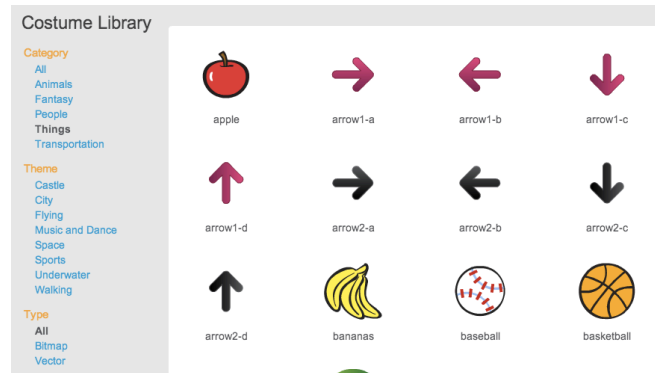 Costume Library
Category
All
Animals
Fantasy
People
Things
Transportation
Theme
Castle
City
Flying
Music and Dance
Space
Sports
Underwater
Walking
Type
All
Bitmap
Vector
apple
arrow1-a
arrow1-b
arrow1-c
arrow1-d
arrow2-a
arrow2-b
arrow2-c
arrow2-d
bananas
baseball
basketball